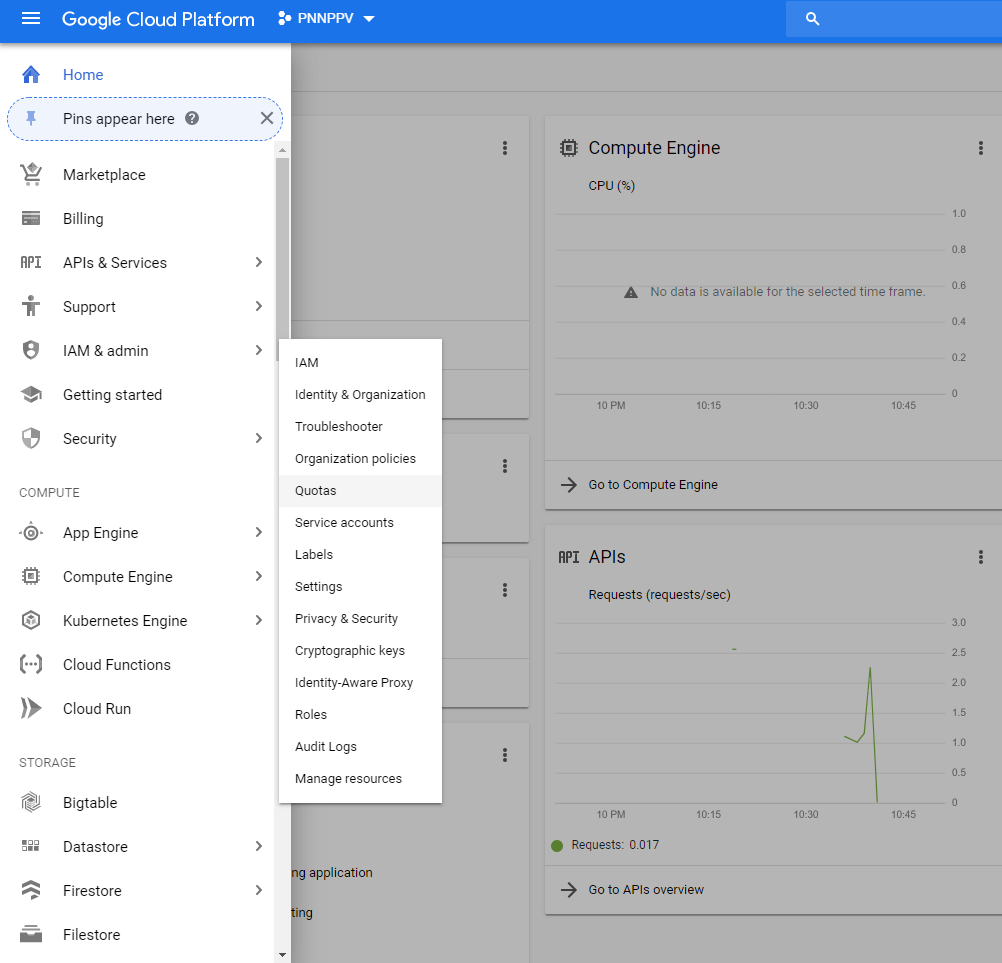 Google Cloud Platform
PNNPPV
Home
Pins appear here
Marketplace
Billing
API APIs & Services
Support
IAM & admin
Getting started
Security
COMPUTE
App Engine
Compute Engine
Kubernetes Engine
Cloud Functions
Cloud Run
STORAGE
Bigtable
Datastore
Firestore
Filestore
IAM
Identity & Organization
Troubleshooter
Organization policies
Quotas
Service accounts
Labels
Settings
Privacy & Security
Cryptographic keys
Identity-Aware Proxy
Roles
Audit Logs
Manage resources
ng application
ting
Compute Engine
CPU (%)
1.0
0.8
No data is available for the selected time frame.
0.6
0.4
0.2
0
10 PM 10:15 10:30 10:45
Go to Compute Engine
API APIs
Requests (requests/sec)
3.0
2.5
2.0
1.5
1.0
0.5
0
10 PM 10:15 10:30 10:45
Requests: 0.017
Go to APIs overview